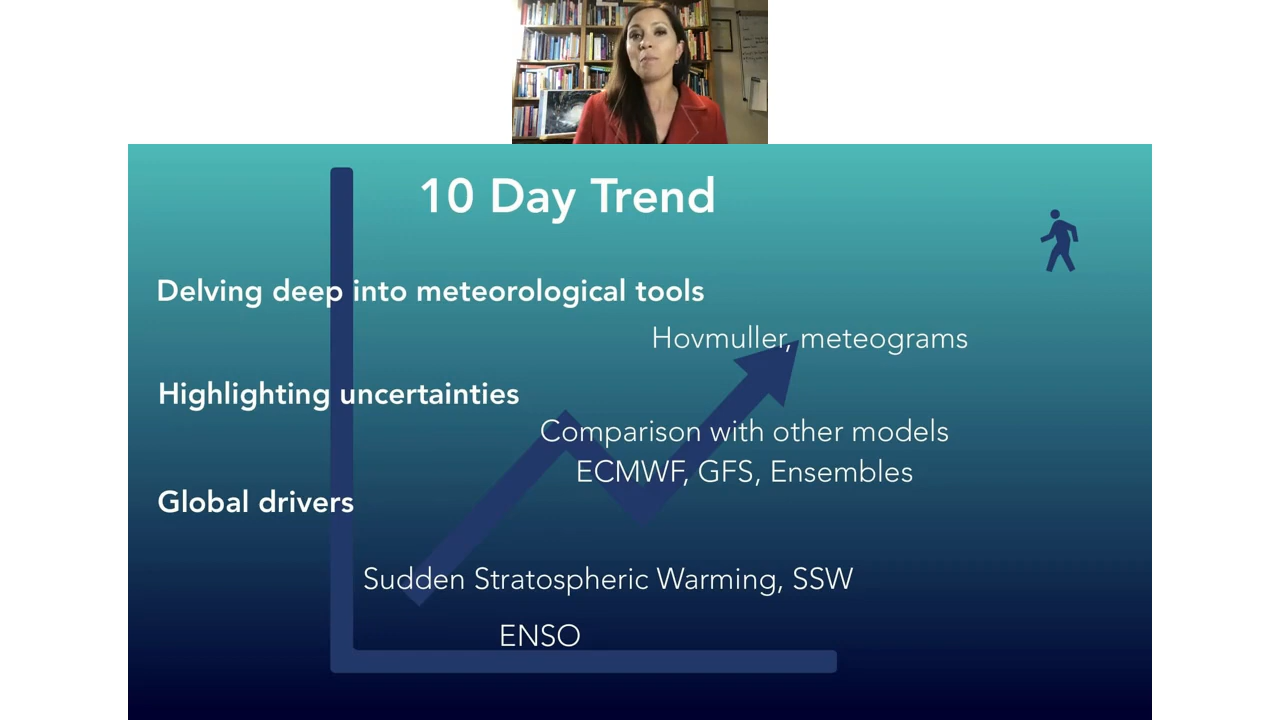 10 Day Trend
Delving deep into meteorological tools
Hovmuller, meteograms
Highlighting uncertainties
Comparison with other models
ECMWF, GFS, Ensembles
Global drivers
Sudden Stratospheric Warming, SSW
ENSO